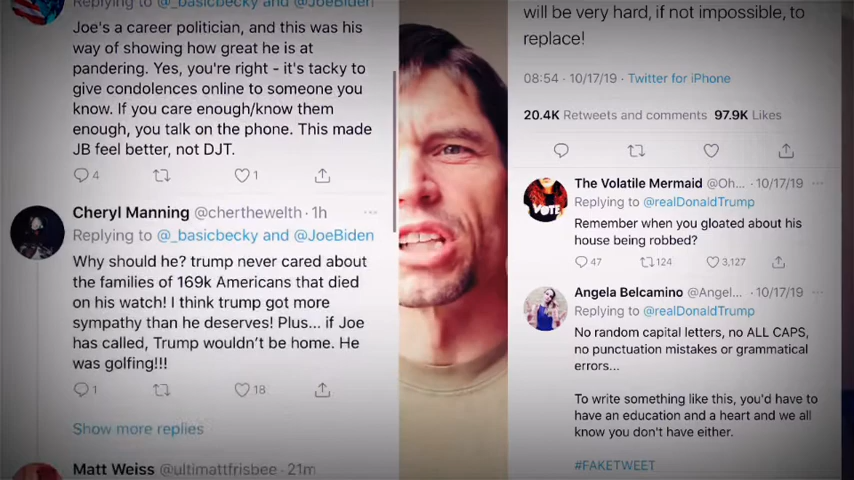 Replying to @_basicbecky and @JoeBiden
Joe's a career politician, and this was his
way of showing how great he is at
pandering. Yes, you're right - it's tacky to
give condolences online to someone you
know. If you care enough/know them
enough, you talk on the phone. This made
JB feel better, not DJT.
4
1
Cheryl Manning @cherthewelth · 1h
Replying to @_basicbecky and @JoeBiden
Why should he? trump never cared about
the families of 169k Americans that died
on his watch! I think trump got more
sympathy than he deserves! Plus... if Joe
has called, Trump wouldn't be home. He
was golfing!!!
1
18
Show more replies
Matt Weiss @ultimattfrisbee · 21m
will be very hard, if not impossible, to
replace!
08:54 · 10/17/19 · Twitter for iPhone
20.4K Retweets and comments 97.9K Likes
The Volatile Mermaid @Oh... · 10/17/19
VOTE
Replying to @realDonaldTrump
Remember when you gloated about his
house being robbed?
47
124
3,127
Angela Belcamino @Angel... · 10/17/19
Replying to @realDonaldTrump
No random capital letters, no ALL CAPS,
no punctuation mistakes or grammatical
errors...
To write something like this, you'd have to
have an education and a heart and we all
know you don't have either.
#FAKETWEET